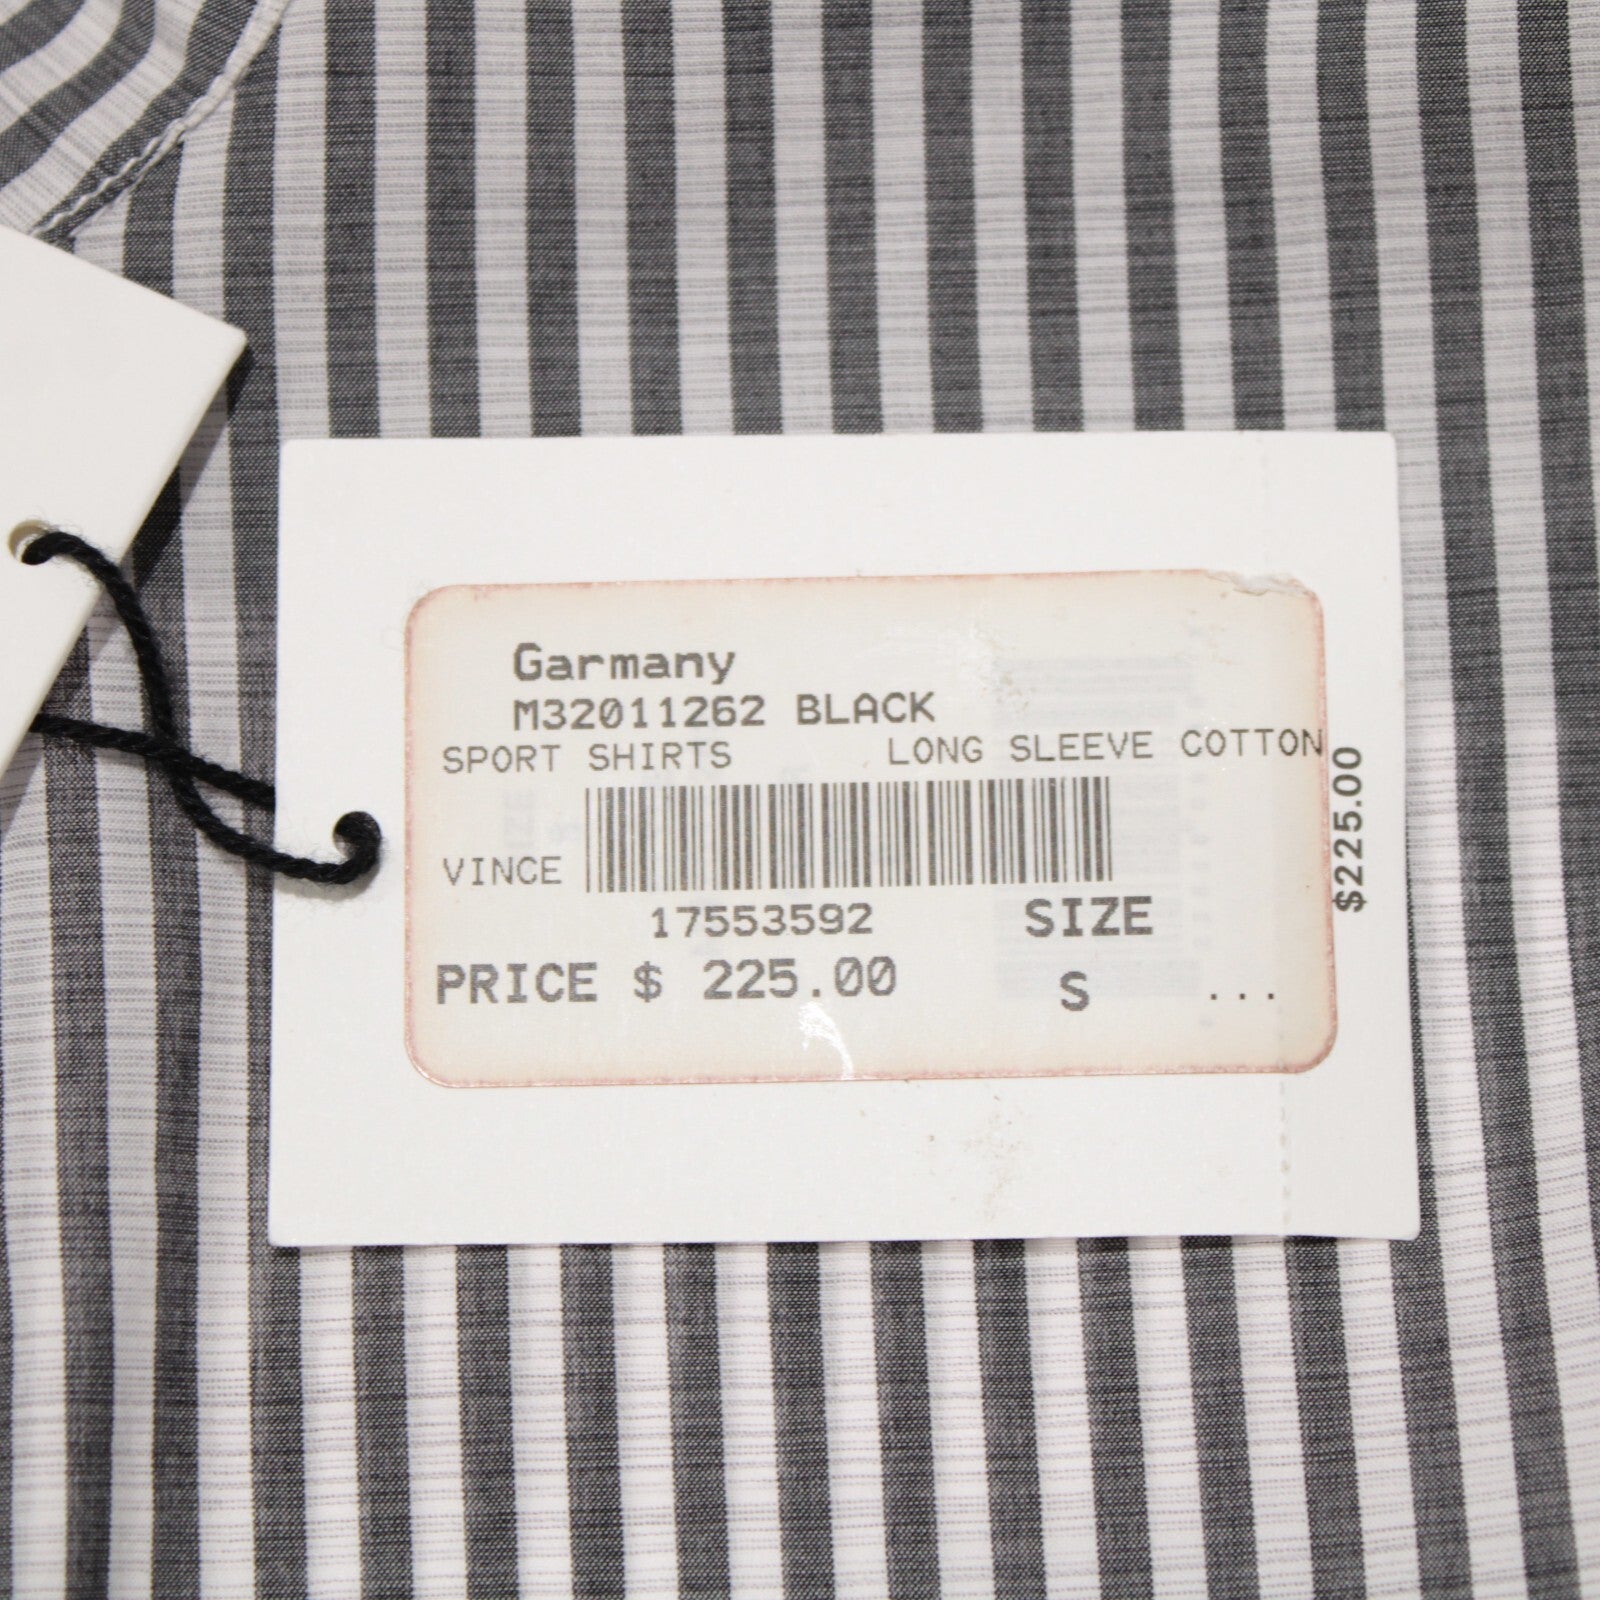 Garmany
M32011262 BLACK
SPORT SHIRTS LONG SLEEVE COTTON
VINCE
17553592 SIZE
PRICE $ 225.00 S ...
$225.00